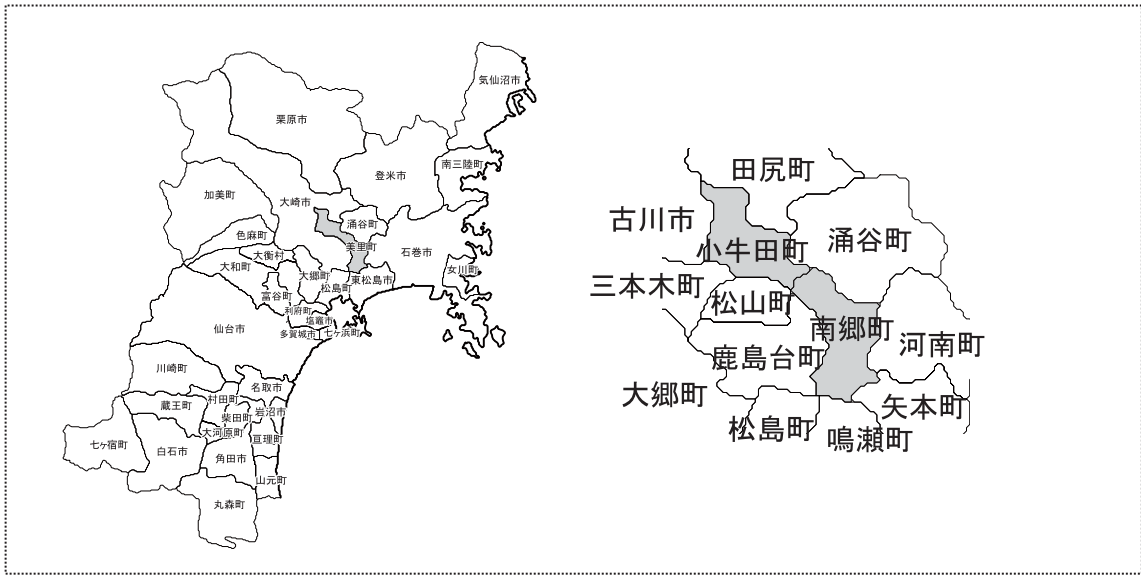 気仙沼市
栗原市
南三陸町
登米市
加美町
大崎市
涌谷町
色麻町
美里町
石巻市
大衡村
大和町
大郷町
女川町
東松島市
松島町
富谷町
利府町
塩竈市
仙台市
多賀城市
七ヶ浜町
川崎町
名取市
村田町
蔵王町
岩沼市
柴田町
大河原町
亘理町
七ヶ宿町
白石市
角田市
山元町
丸森町
田尻町
古川市
涌谷町
小牛田町
三本木町
松山町
南郷町
河南町
鹿島台町
大郷町
矢本町
松島町
鳴瀬町